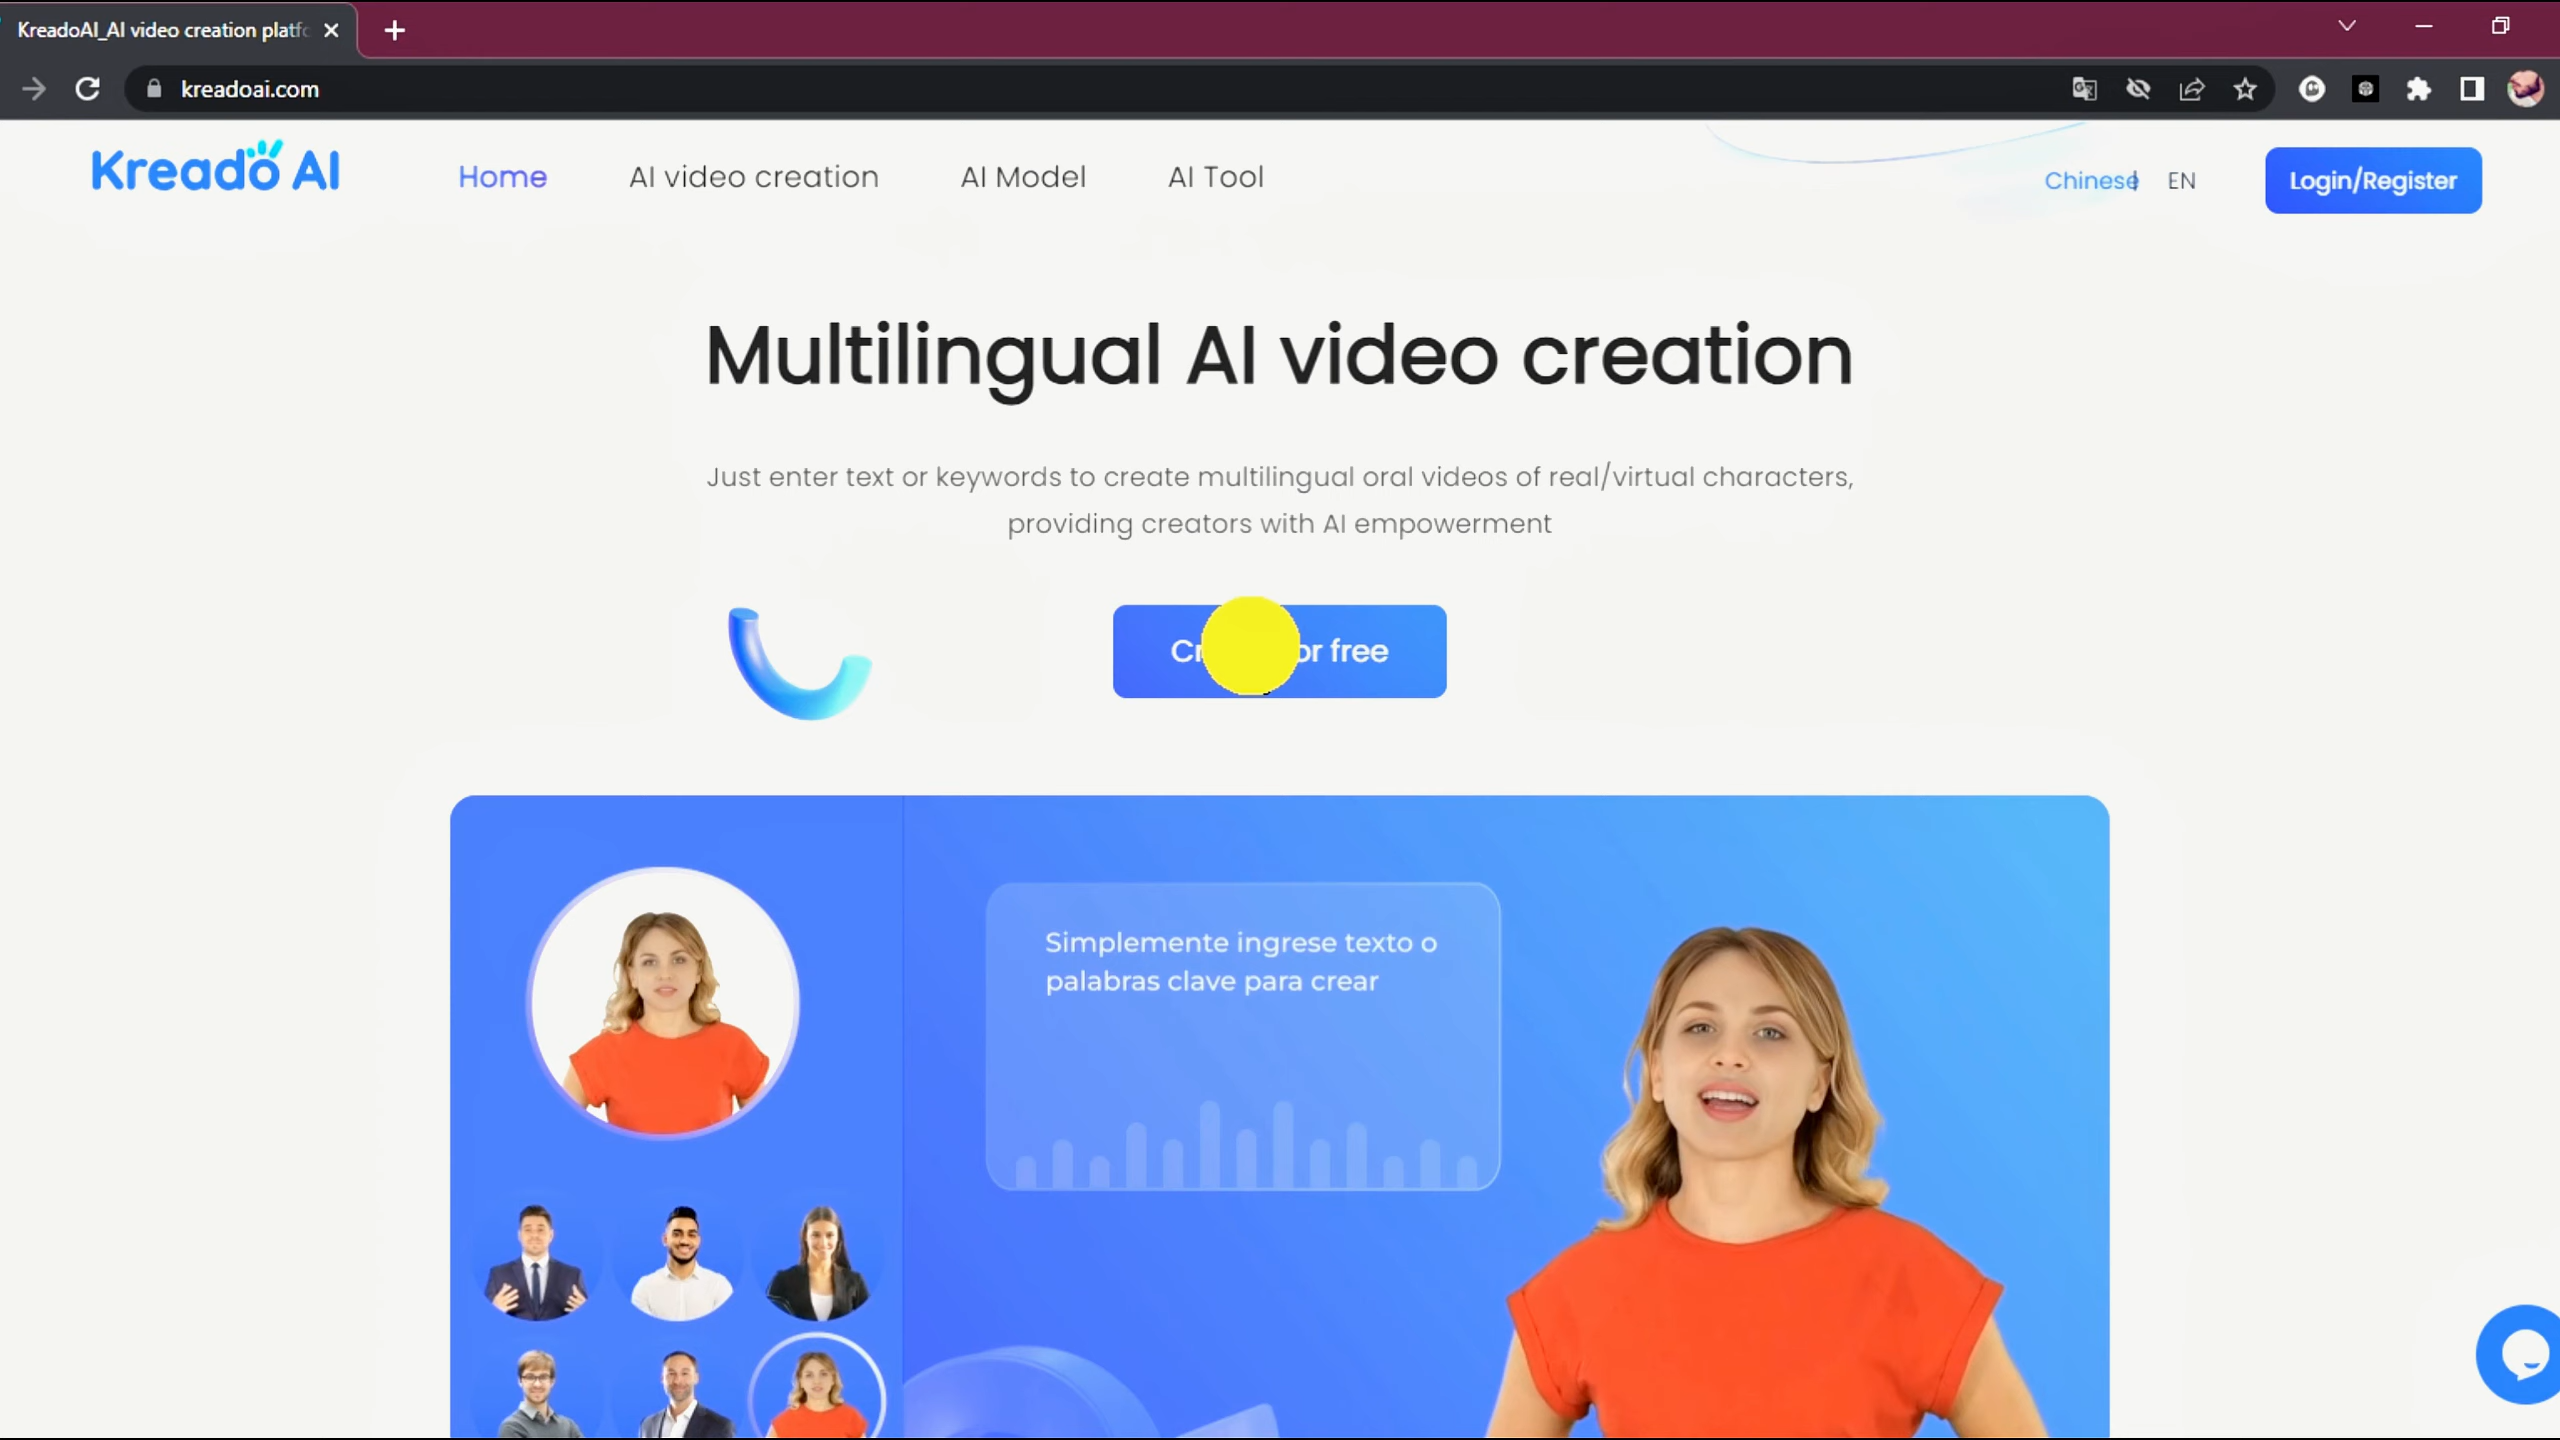 KreadoAI_AI video creation platfo
kreadoai.com
Kreado AI
Home
AI video creation
AI Model
AI Tool
Chinese
EN
Login/Register
Multilingual AI video creation
Just enter text or keywords to create multilingual oral videos of real/virtual characters,
providing creators with AI empowerment
free
Simplemente ingrese texto o
palabras clave para crear